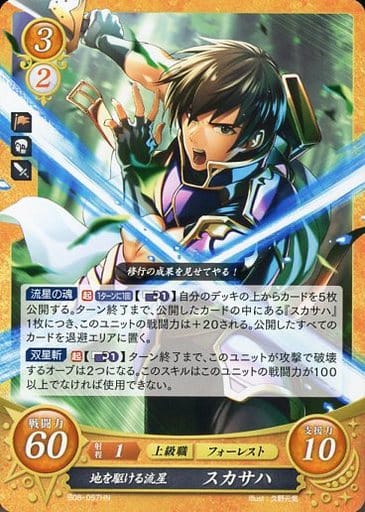 3
2
修行の成果を見せてやる!
流星の魂 起 1ターンに1回 【1】自分のデッキの上からカードを5枚
公開する。ターン終了まで、公開したカードの中にある『スカサハ』
1枚につき、このユニットの戦闘力は+20される。公開したすべての
カードを退避エリアに置く。
双星斬 起 【1】ターン終了まで、このユニットが攻撃で破壊
するオーブは2つになる。このスキルはこのユニットの戦闘力が100
以上でなければ使用できない。
戦闘力
60
射程 1 上級職 フォーレスト
支援力
10
地を駆ける流星 スカサハ
B08-057HN
Illust:久野元気